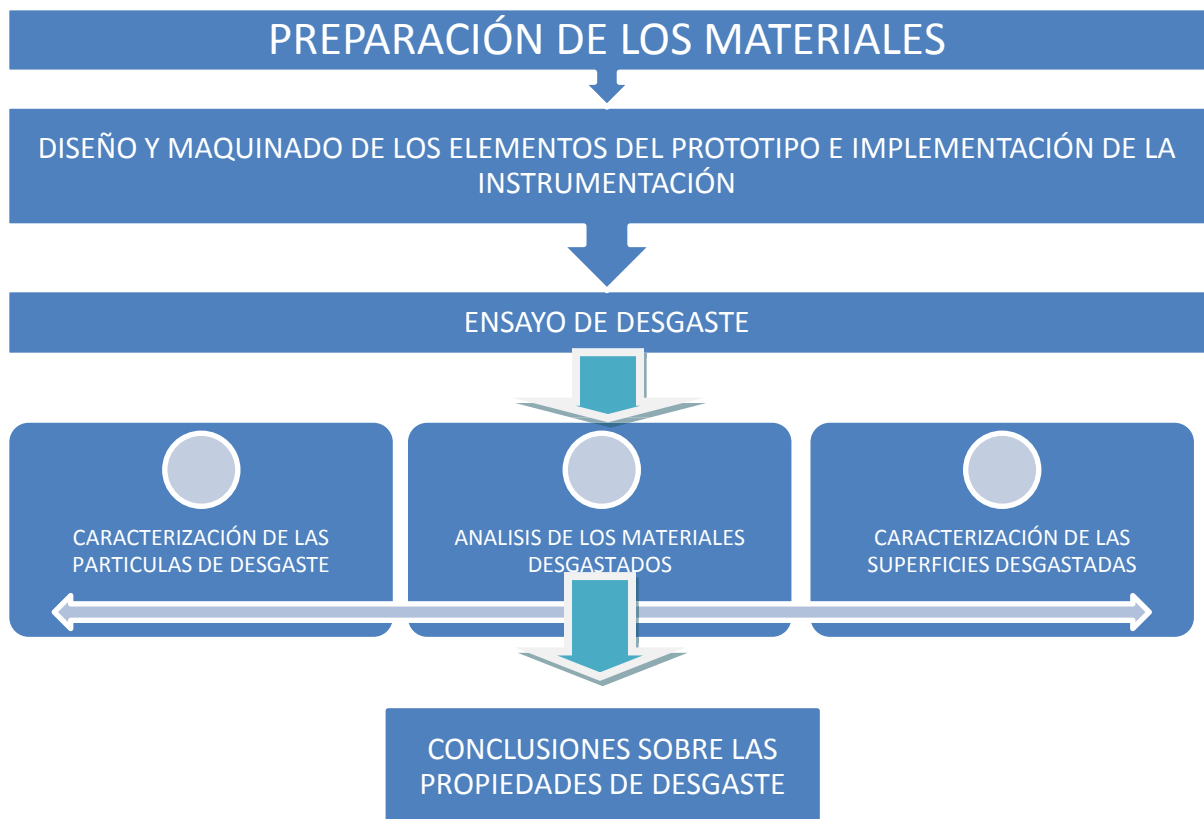 PREPARACIÓN DE LOS MATERIALES
DISEÑO Y MAQUINADO DE LOS ELEMENTOS DEL PROTOTIPO E IMPLEMENTACIÓN DE LA
INSTRUMENTACIÓN
ENSAYO DE DESGASTE
CARACTERIZACIÓN DE LAS
PARTICULAS DE DESGASTE
ANALISIS DE LOS MATERIALES
DESGASTADOS
CARACTERIZACIÓN DE LAS
SUPERFICIES DESGASTADAS
CONCLUSIONES SOBRE LAS
PROPIEDADES DE DESGASTE